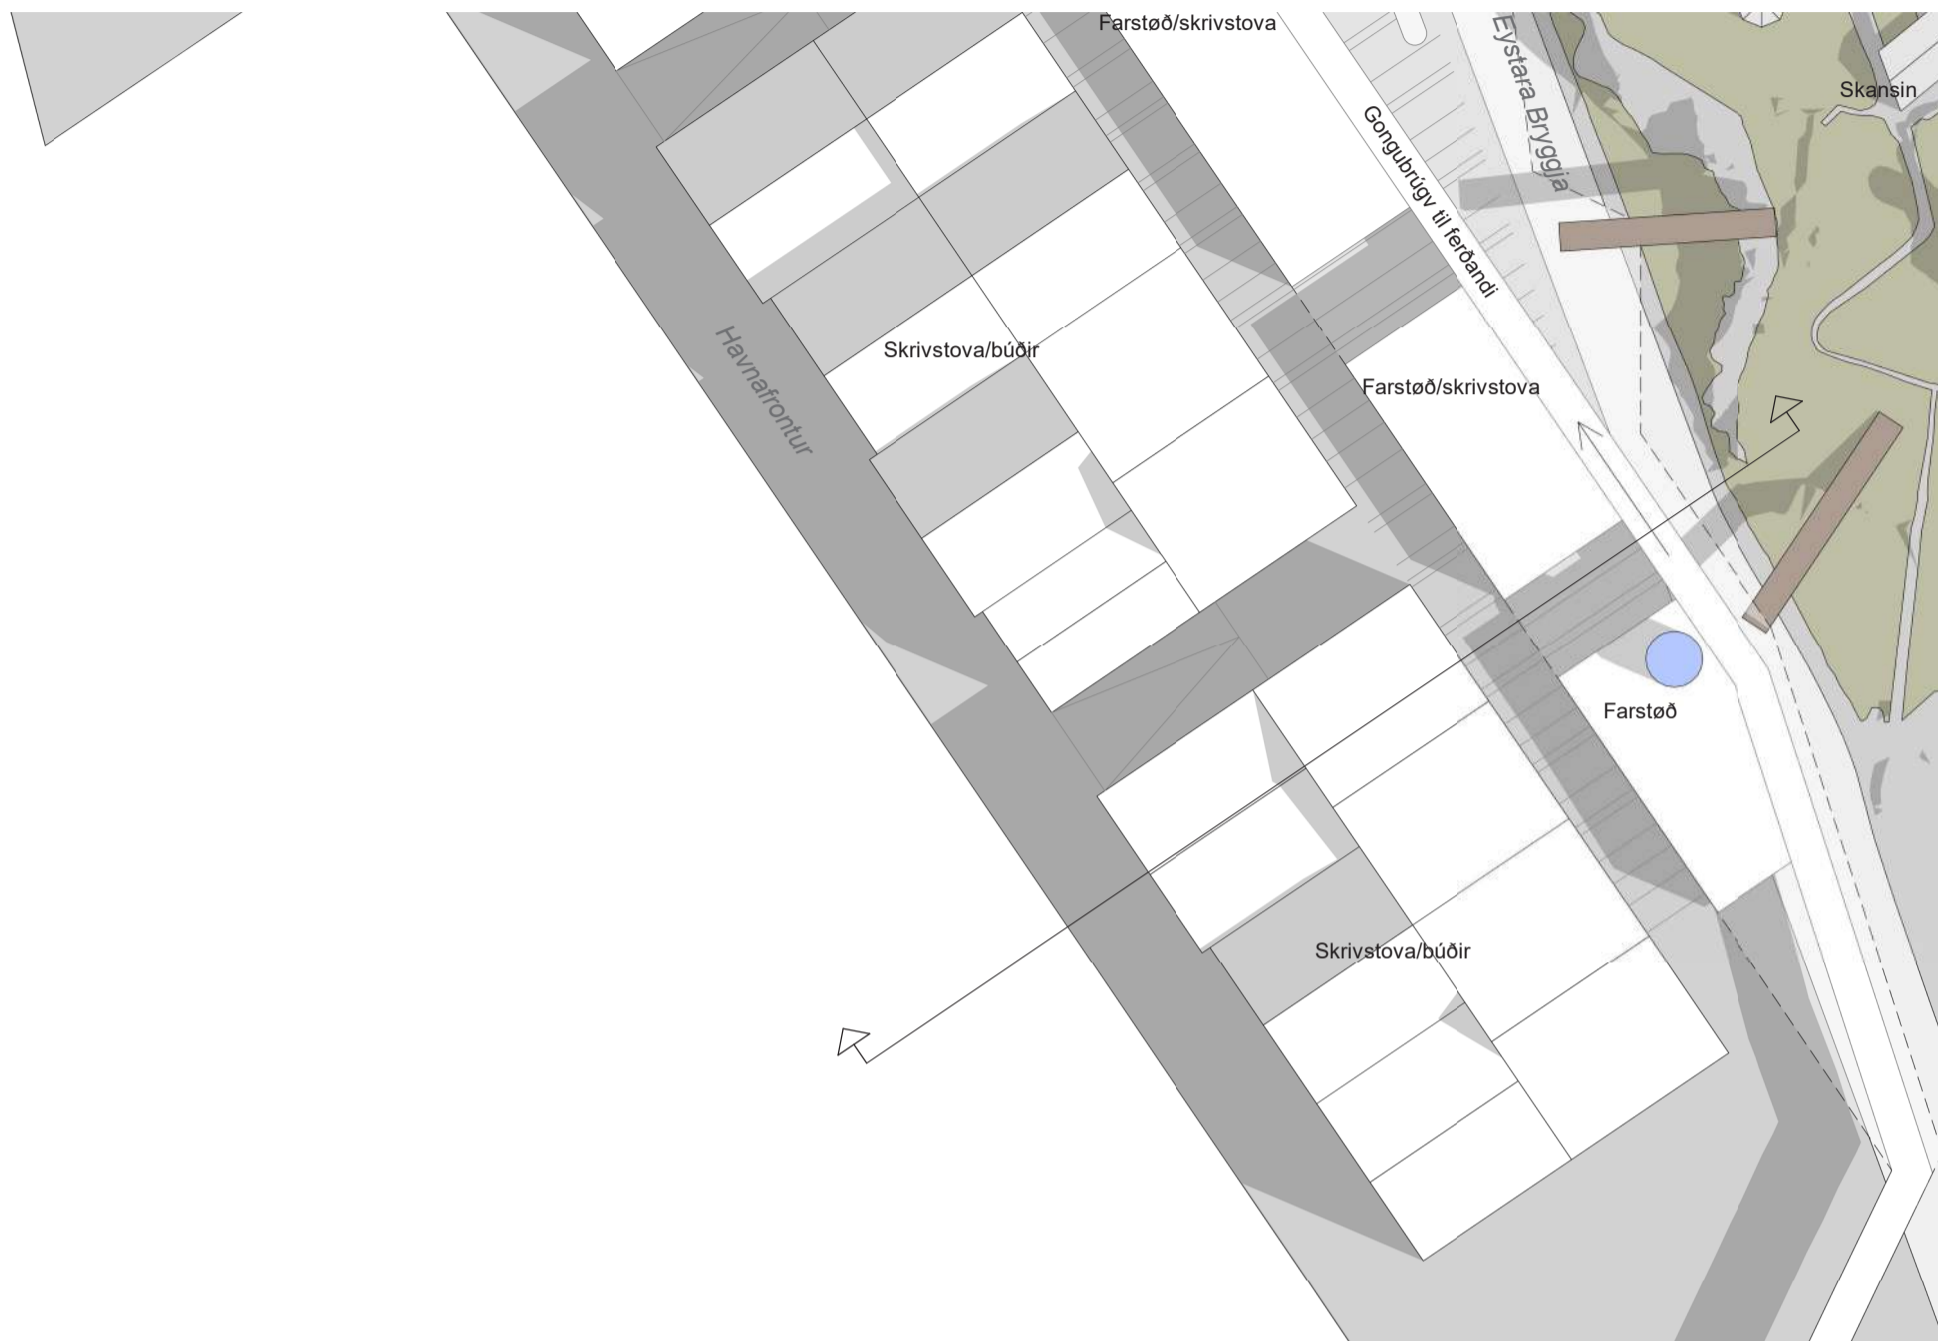 Farstøð/skrivstova
Eystara Bryggja
Skansin
Gongubrúgv til ferðandi
Havnafrontur
Skrivstova/búðir
Farstøð/skrivstova
Farstøð
Skrivstova/búðir